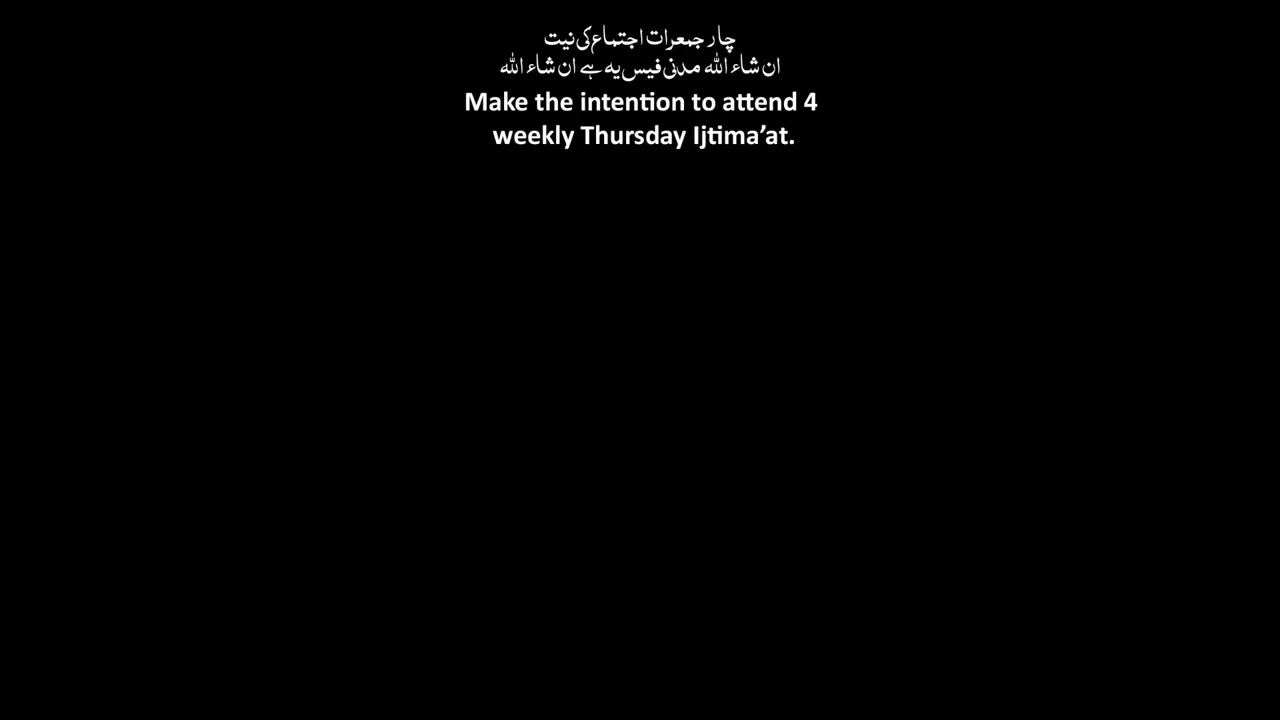 چار جمعرات اجتماع کی نیت
ان شاء اللہ مدنی فیس یہ ہے ان شاء اللہ
Make the intention to attend 4
weekly Thursday Ijtima’at.